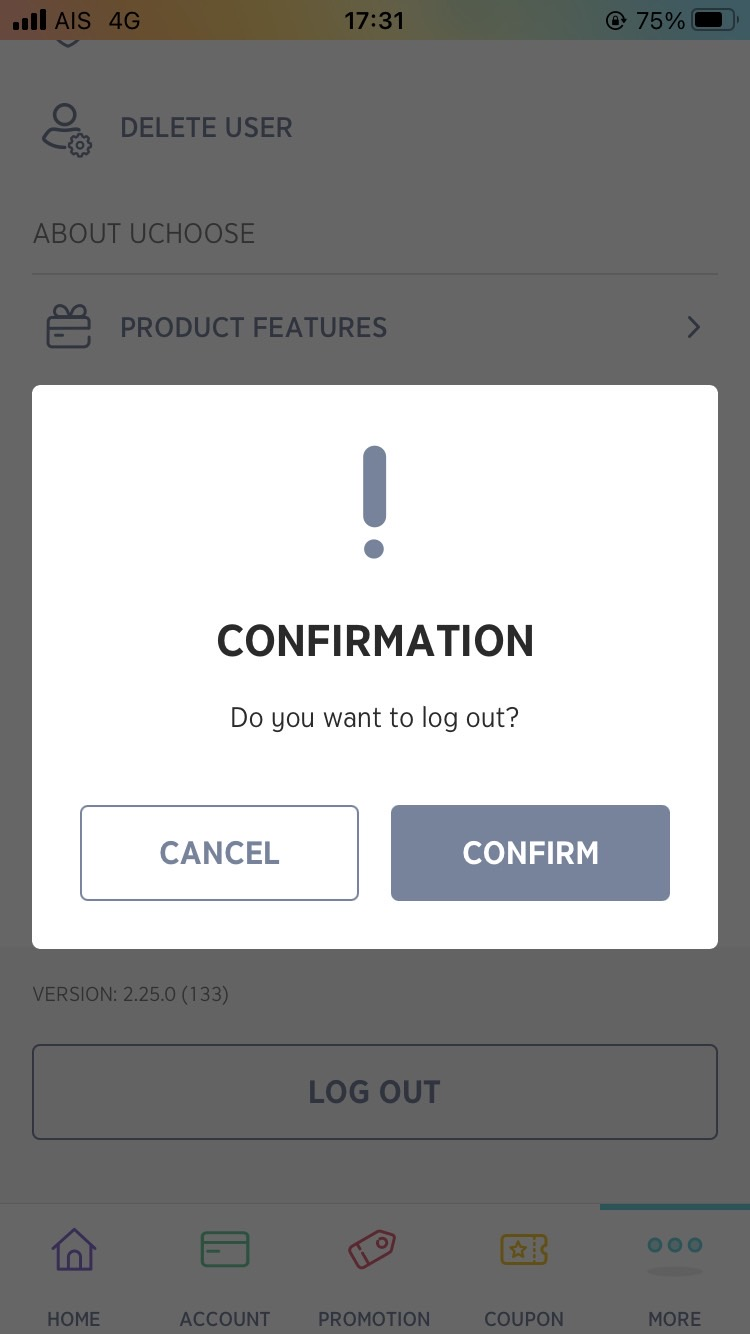 AIS 4G 17:31 75%
DELETE USER
ABOUT UCHOOSE
PRODUCT FEATURES
CONFIRMATION
Do you want to log out?
CANCEL CONFIRM
VERSION: 2.25.0 (133)
LOG OUT
HOME ACCOUNT PROMOTION COUPON MORE